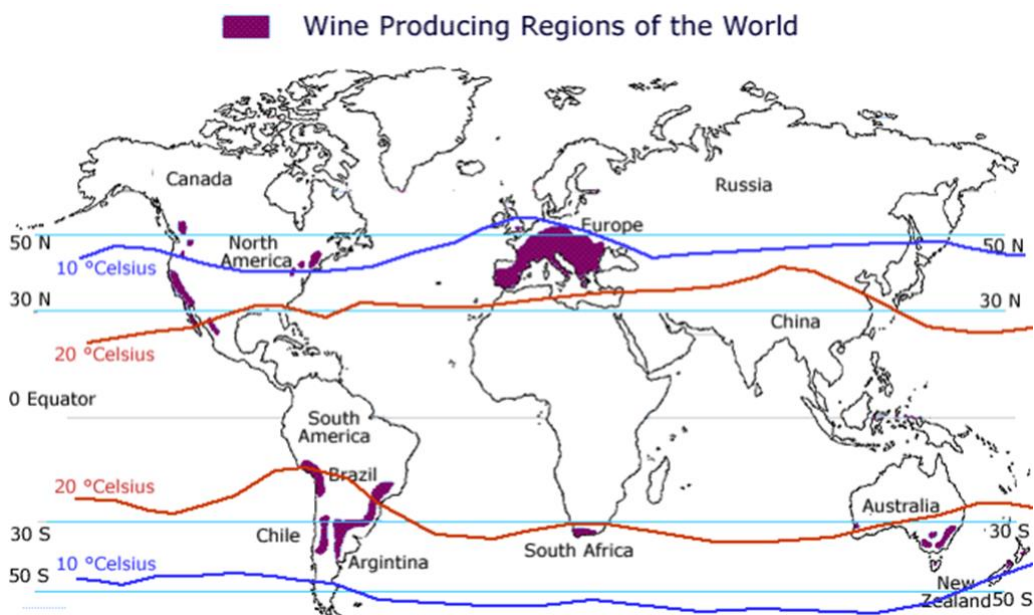 Wine Producing Regions of the World
Canada
Russia
Europe
50 N
North
America
50 N
10 °Celsius
30 N
30 N
China
20 °Celsius
0 Equator
South
America
Brazil
20 °Celsius
Australia
30 S
Chile
30 S
South Africa
Argintina
10 °Celsius
50 S
New
Zealand
50 S